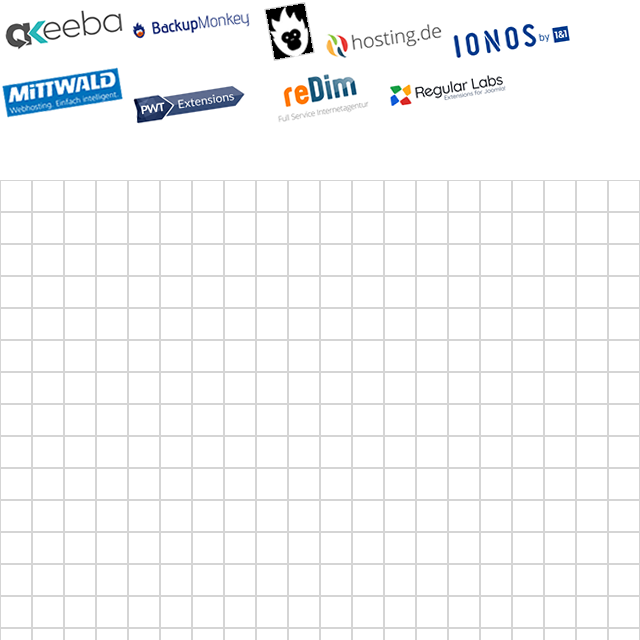 akeeba
BackupMonkey
hosting.de
IONOS by 1&1
MiTTWALD
Webhosting. Einfach intelligent.
PWT Extensions
reDim
Full Service Internetagentur
Regular Labs
Extensions for Joomla!